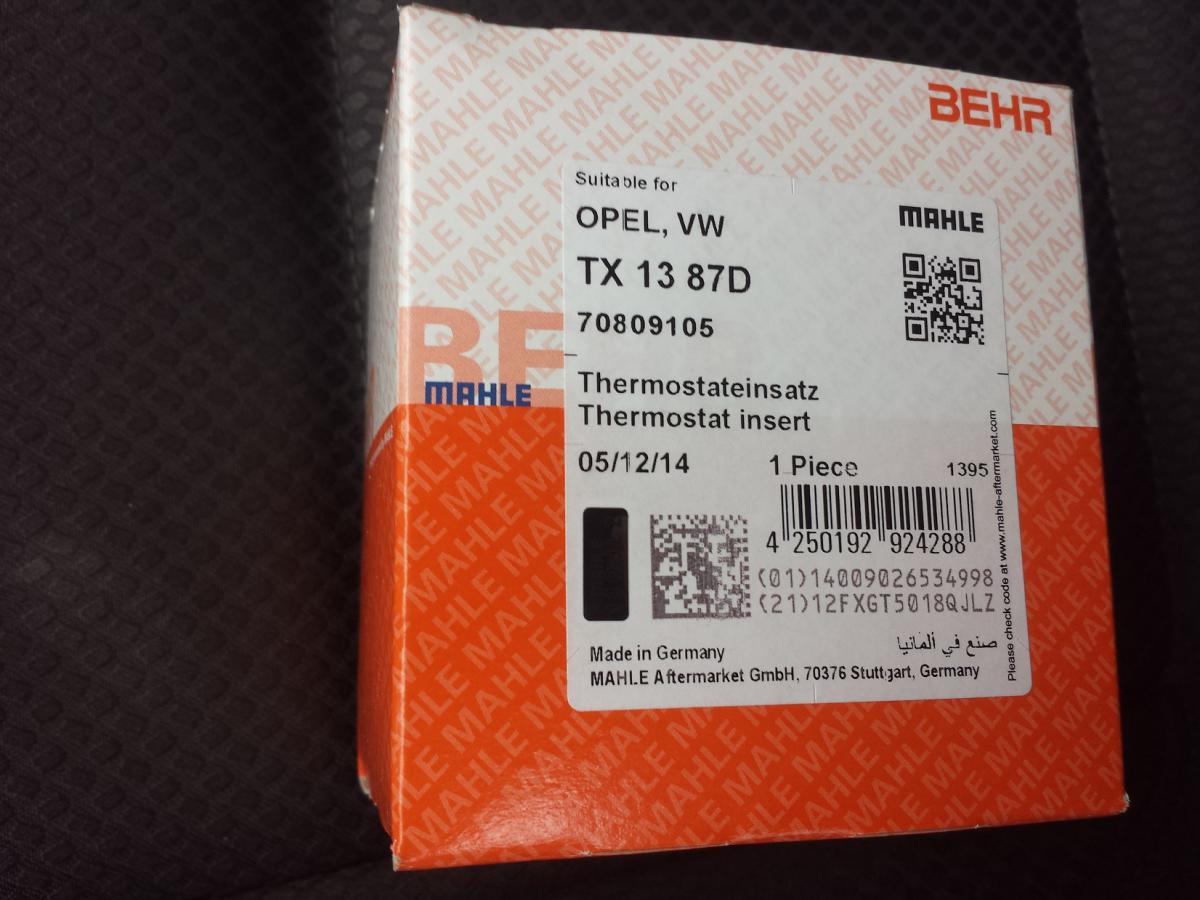 BEHR
Suitable for
OPEL, VW
MAHLE
TX 13 87D
70809105
BE
MAHLE
Thermostateinsatz
Thermostat insert
05/12/14 1 Piece 1395
4 250192 924288
(01)14009026534998
(21)12FXGT5018QJLZ
صنع في ألمانيا
Made in Germany
MAHLE Aftermarket GmbH, 70376 Stuttgart, Germany
Please check code at www.mahle-aftermarket.com